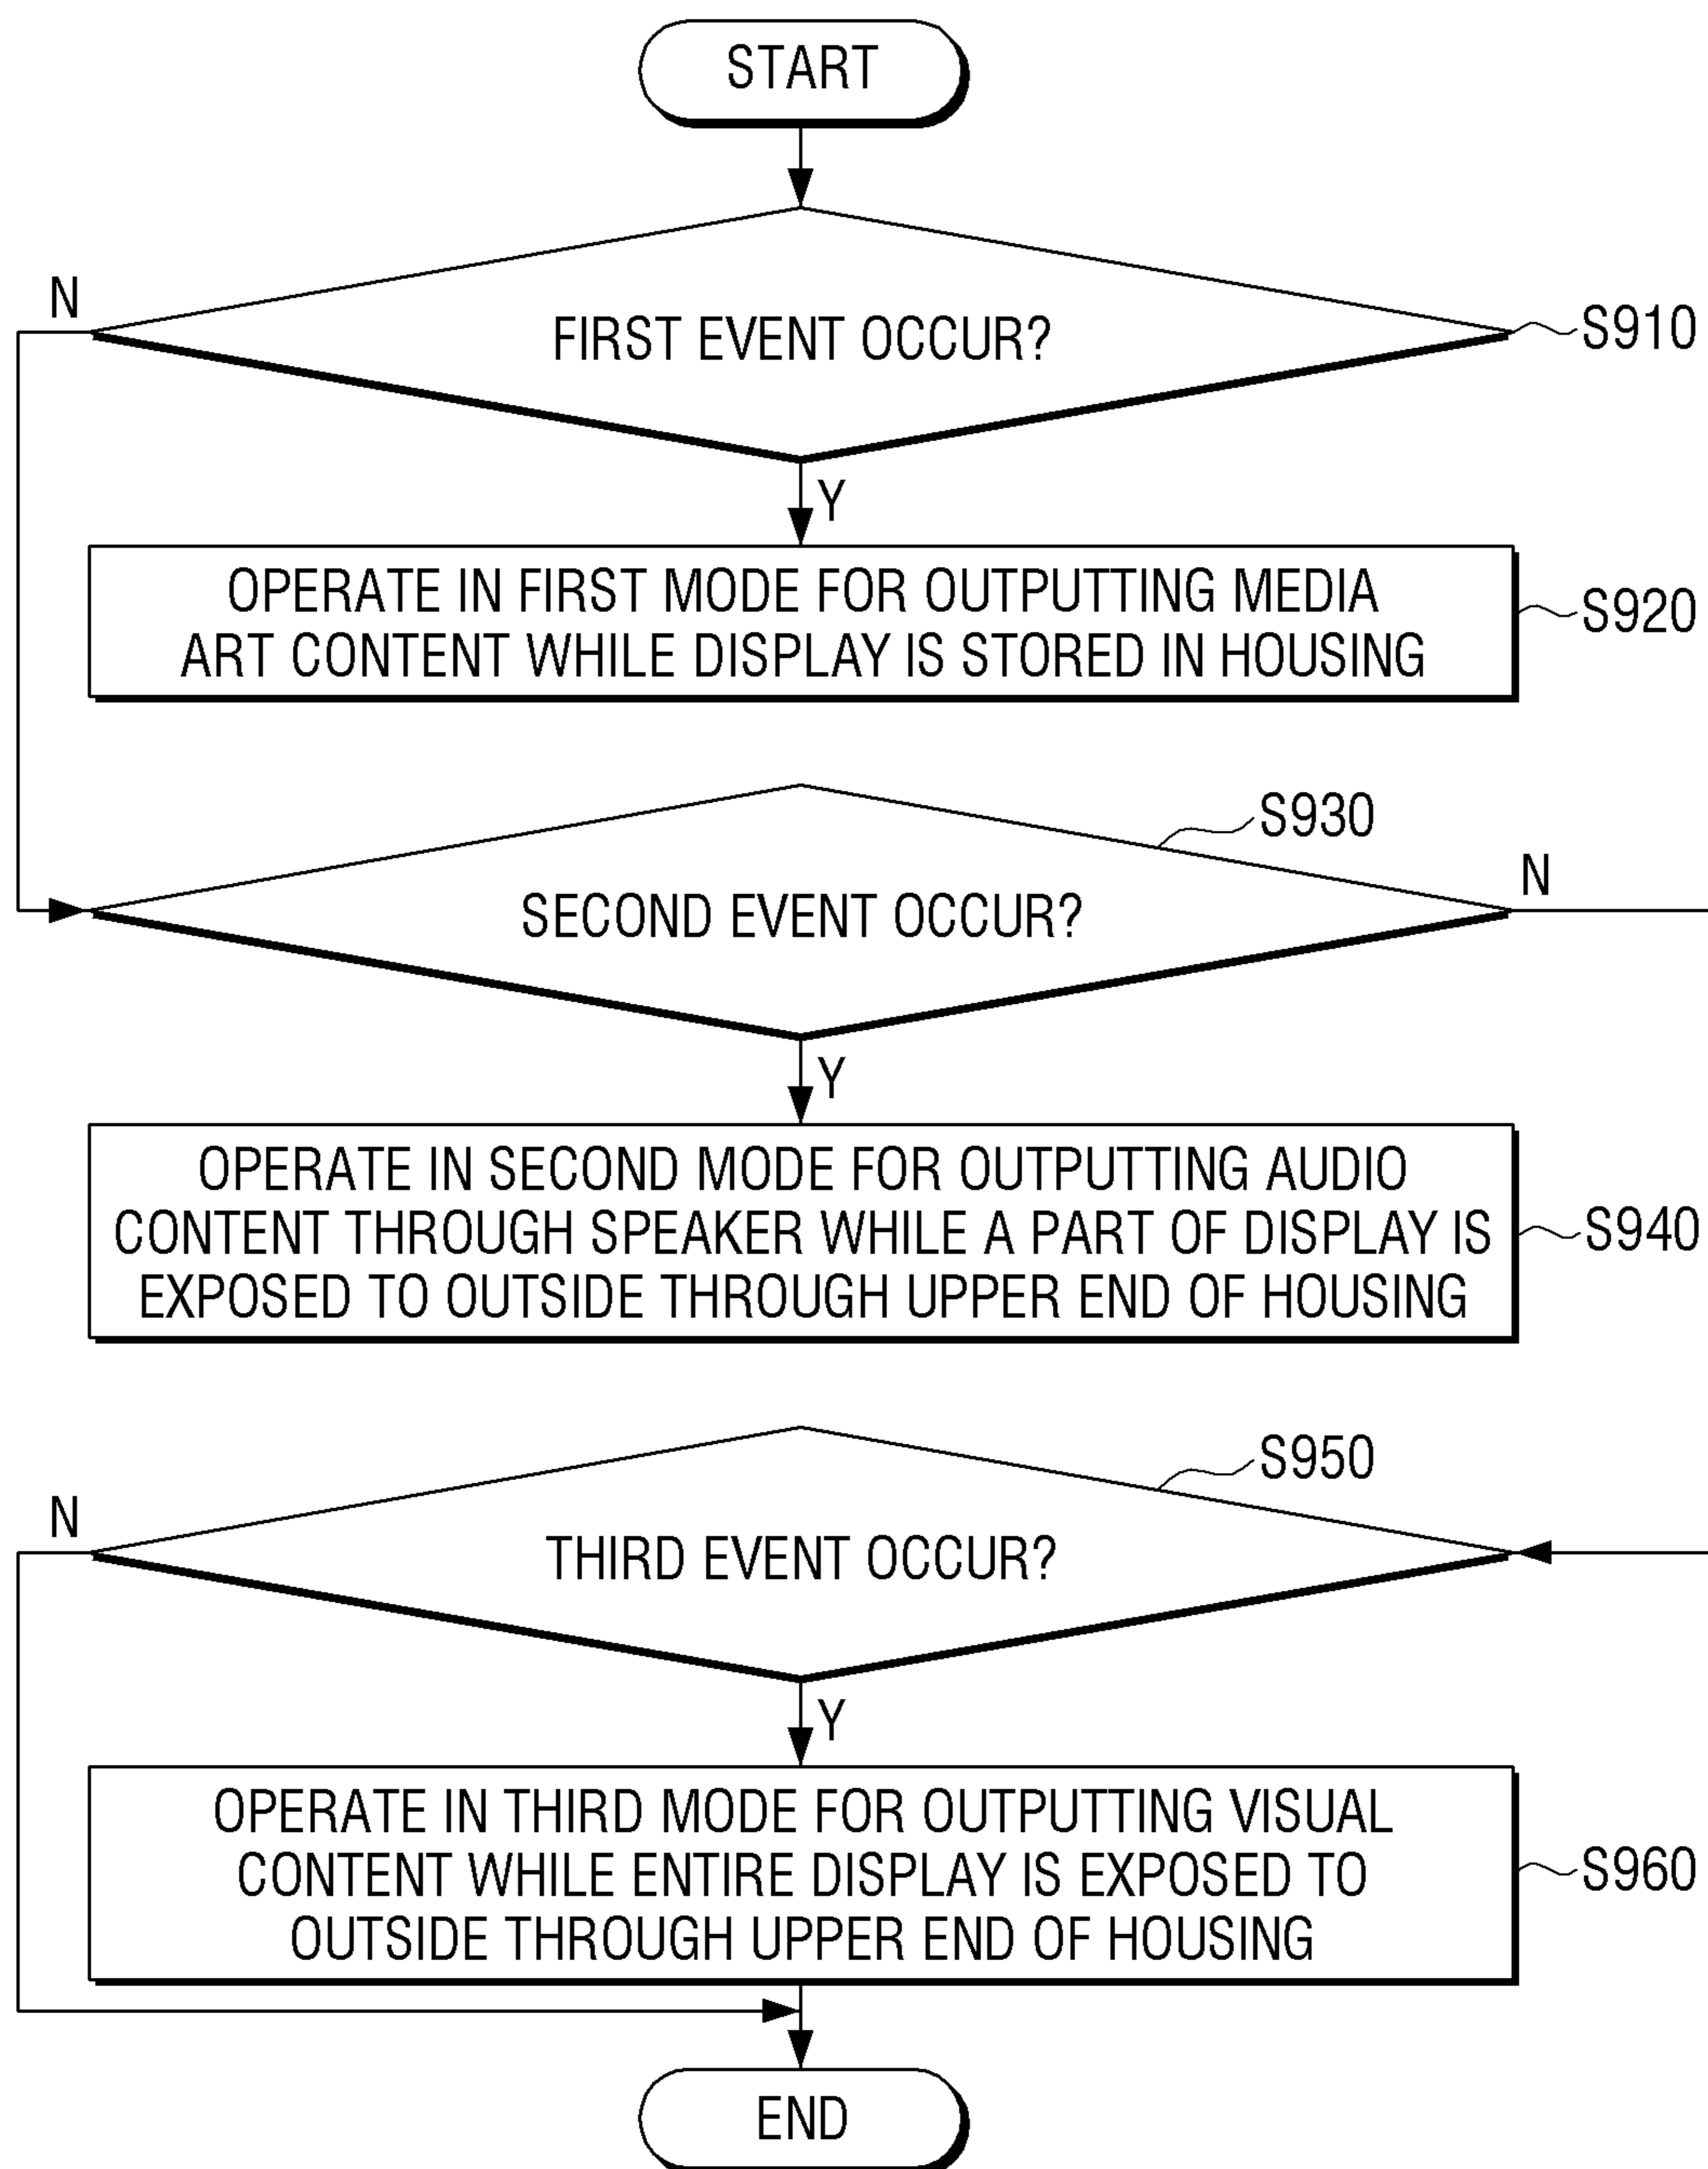 START
N
FIRST EVENT OCCUR?
S910
Y
OPERATE IN FIRST MODE FOR OUTPUTTING MEDIA
ART CONTENT WHILE DISPLAY IS STORED IN HOUSING
S920
S930
N
SECOND EVENT OCCUR?
Y
OPERATE IN SECOND MODE FOR OUTPUTTING AUDIO
CONTENT THROUGH SPEAKER WHILE A PART OF DISPLAY IS
EXPOSED TO OUTSIDE THROUGH UPPER END OF HOUSING
S940
S950
N
THIRD EVENT OCCUR?
Y
OPERATE IN THIRD MODE FOR OUTPUTTING VISUAL
CONTENT WHILE ENTIRE DISPLAY IS EXPOSED TO
OUTSIDE THROUGH UPPER END OF HOUSING
S960
END